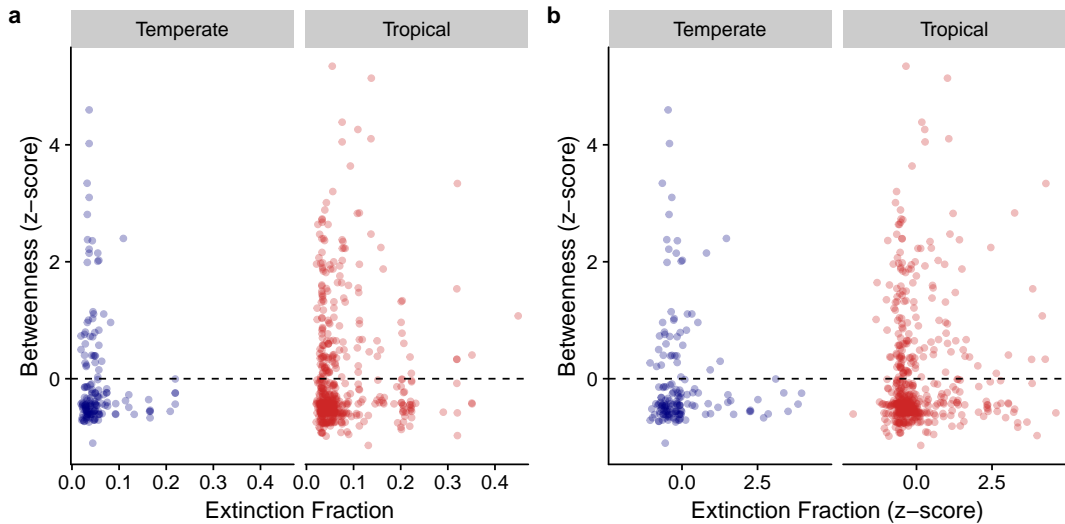 a
Temperate
Tropical
Betweenness (z−score)
4
2
0
0.0 0.1 0.2 0.3 0.4
0.0 0.1 0.2 0.3 0.4
Extinction Fraction
b
Temperate
Tropical
Betweenness (z−score)
4
2
0
0.0 2.5
0.0 2.5
Extinction Fraction (z−score)